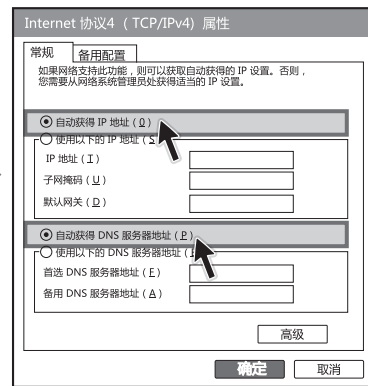 Internet 协议4 （ TCP/IPv4) 属性
常规 备用配置
如果网络支持此功能，则可以获取自动获得的 IP 设置。否则，
您需要从网络系统管理员处获得适当的 IP 设置。
自动获得 IP 地址 ( O )
使用以下的 IP 地址 ( S
IP 地址 ( I )
子网掩码 ( U )
默认网关 ( D )
自动获得 DNS 服务器地址 ( P )
使用以下的 DNS 服务器地址 (
首选 DNS 服务器地址 ( F )
备用 DNS 服务器地址 ( A )
高级
确定 取消